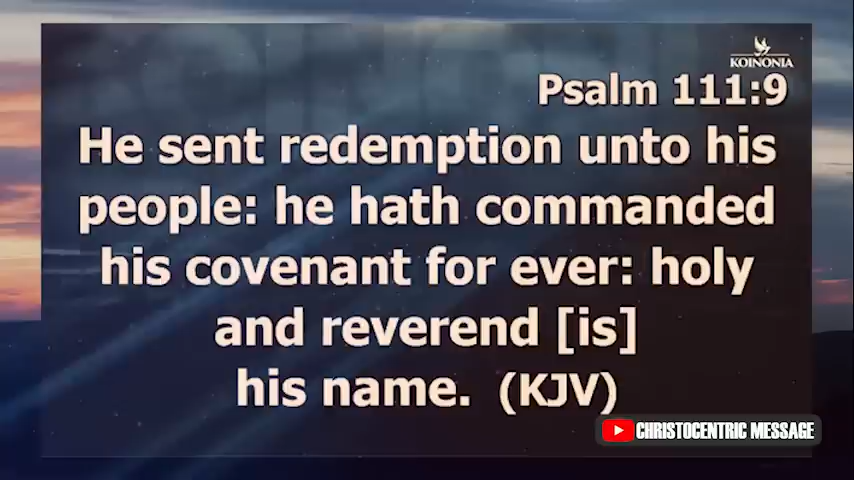 KOINONIA
Psalm 111:9
He sent redemption unto his
people: he hath commanded
his covenant for ever: holy
and reverend [is]
his name. (KJV)
CHRISTOCENTRIC MESSAGE